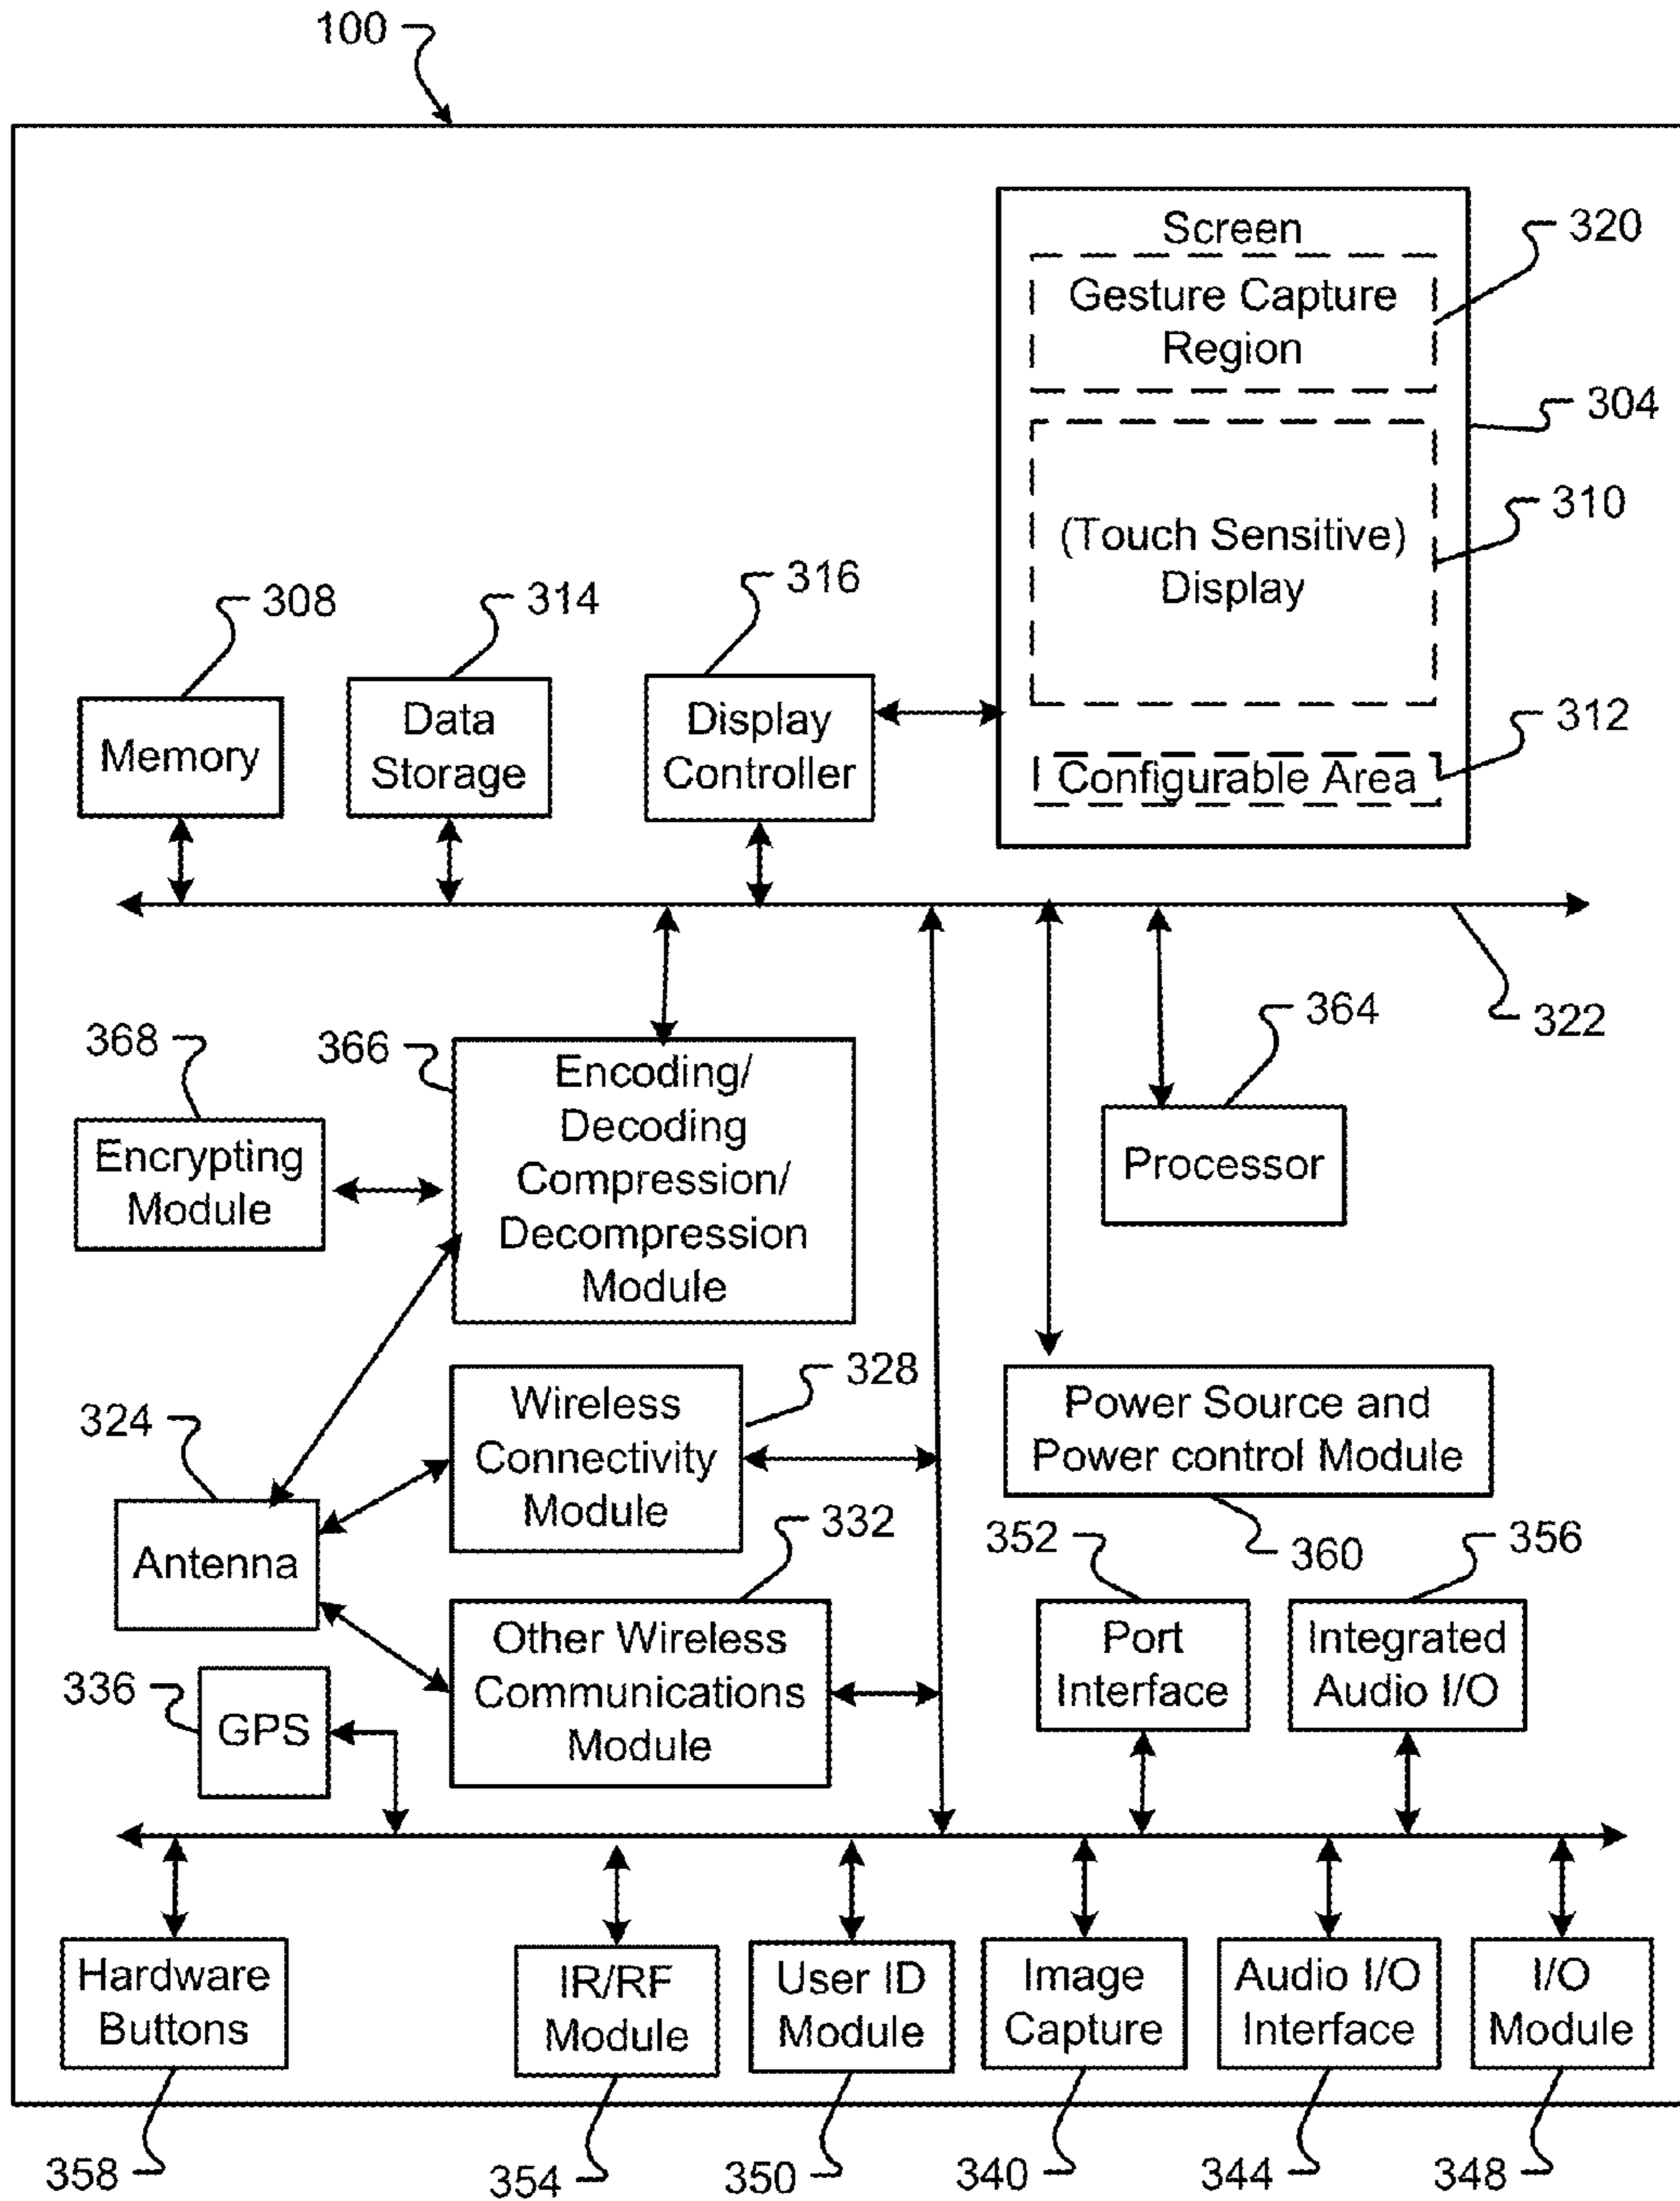 100
Screen
320
Gesture Capture
Region
304
310
(Touch Sensitive)
Display
308
314
316
312
Memory
Data
Storage
Display
Controller
Configurable Area
322
368
366
364
Encoding/
Decoding
Compression/
Decompression
Module
Encrypting
Module
Processor
328
324
Wireless
Connectivity
Module
Power Source and
Power control Module
332
352
360
356
Antenna
Other Wireless
Communications
Module
Port
Interface
Integrated
Audio I/O
336
GPS
Hardware
Buttons
IR/RF
Module
User ID
Module
Image
Capture
Audio I/O
Interface
I/O
Module
358
354
350
340
344
348